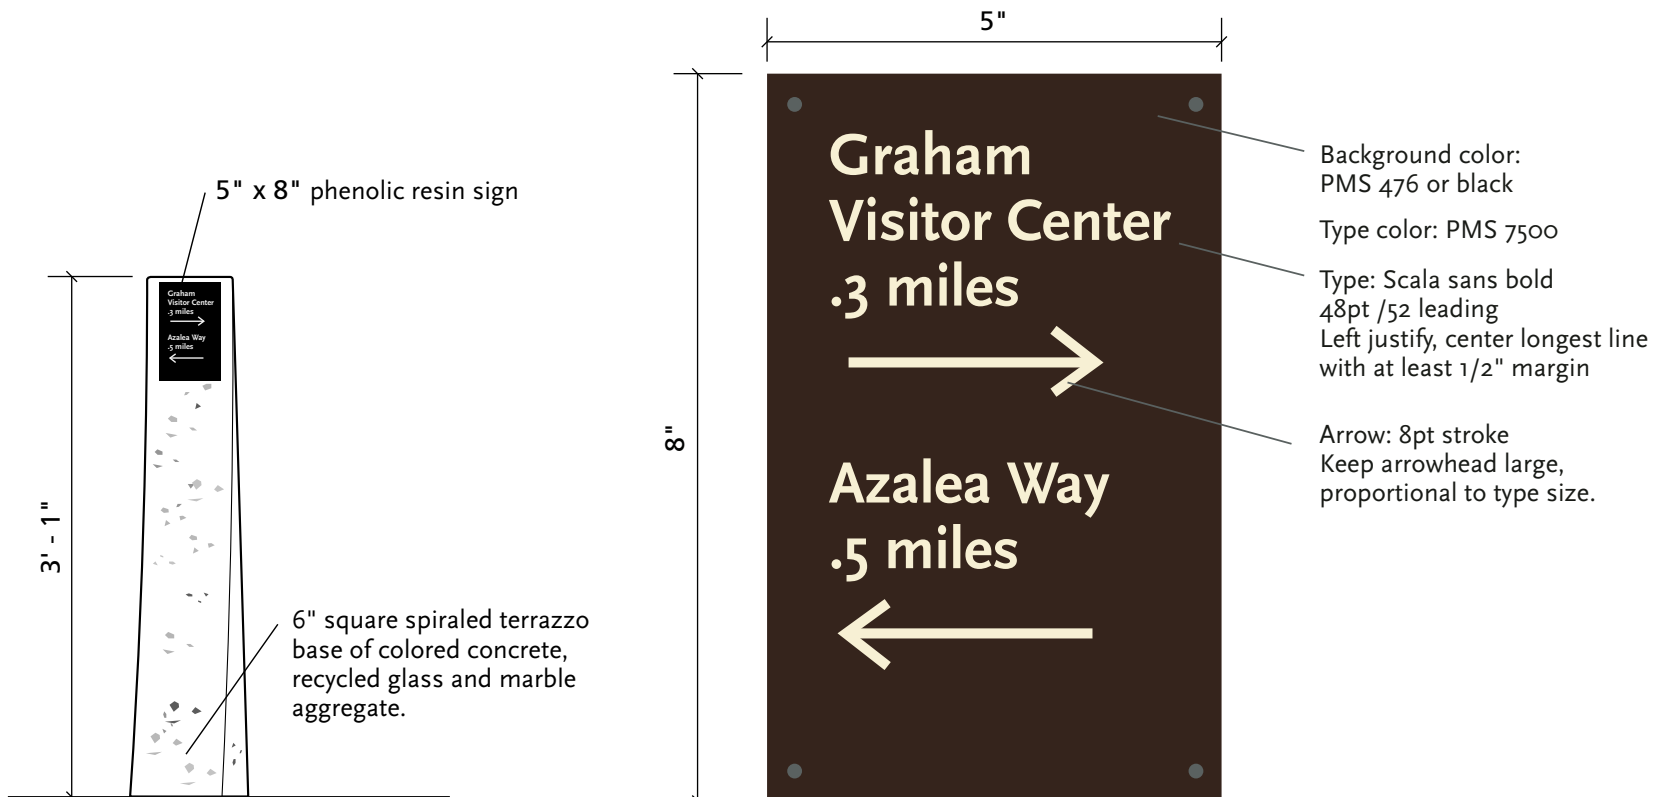 5" x 8" phenolic resin sign
Graham
Visitor Center
.3 miles
Azalea Way
.5 miles
3' - 1"
6" square spiraled terrazzo
base of colored concrete,
recycled glass and marble
aggregate.
5"
8"
Graham
Visitor Center
.3 miles
Azalea Way
.5 miles
Background color:
PMS 476 or black
Type color: PMS 7500
Type: Scala sans bold
48pt /52 leading
Left justify, center longest line
with at least 1/2" margin
Arrow: 8pt stroke
Keep arrowhead large,
proportional to type size.